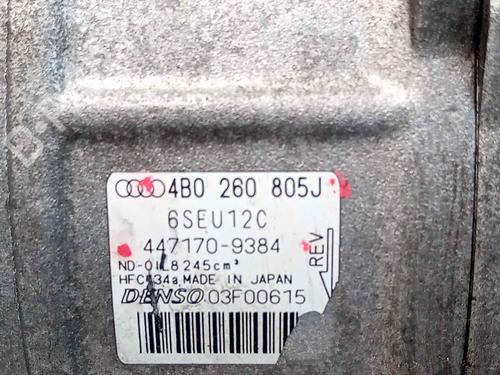 4B0 260 805J
6SEU12C
447170-9384
ND-OIL8 245cm³
HFC134a MADE IN JAPAN
DENSO 03F00615
REV